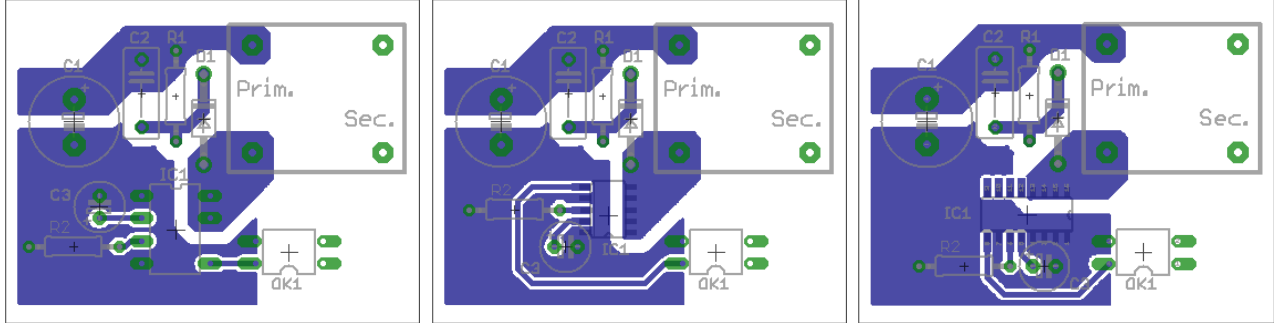 C2
R1
D1
C1
+
Prim.
Sec.
IC1
C3
R2
OK1
C2
R1
D1
C1
+
Prim.
Sec.
R2
IC1
C3
OK1
C2
R1
D1
C1
+
Prim.
Sec.
IC1
R2
C3
OK1